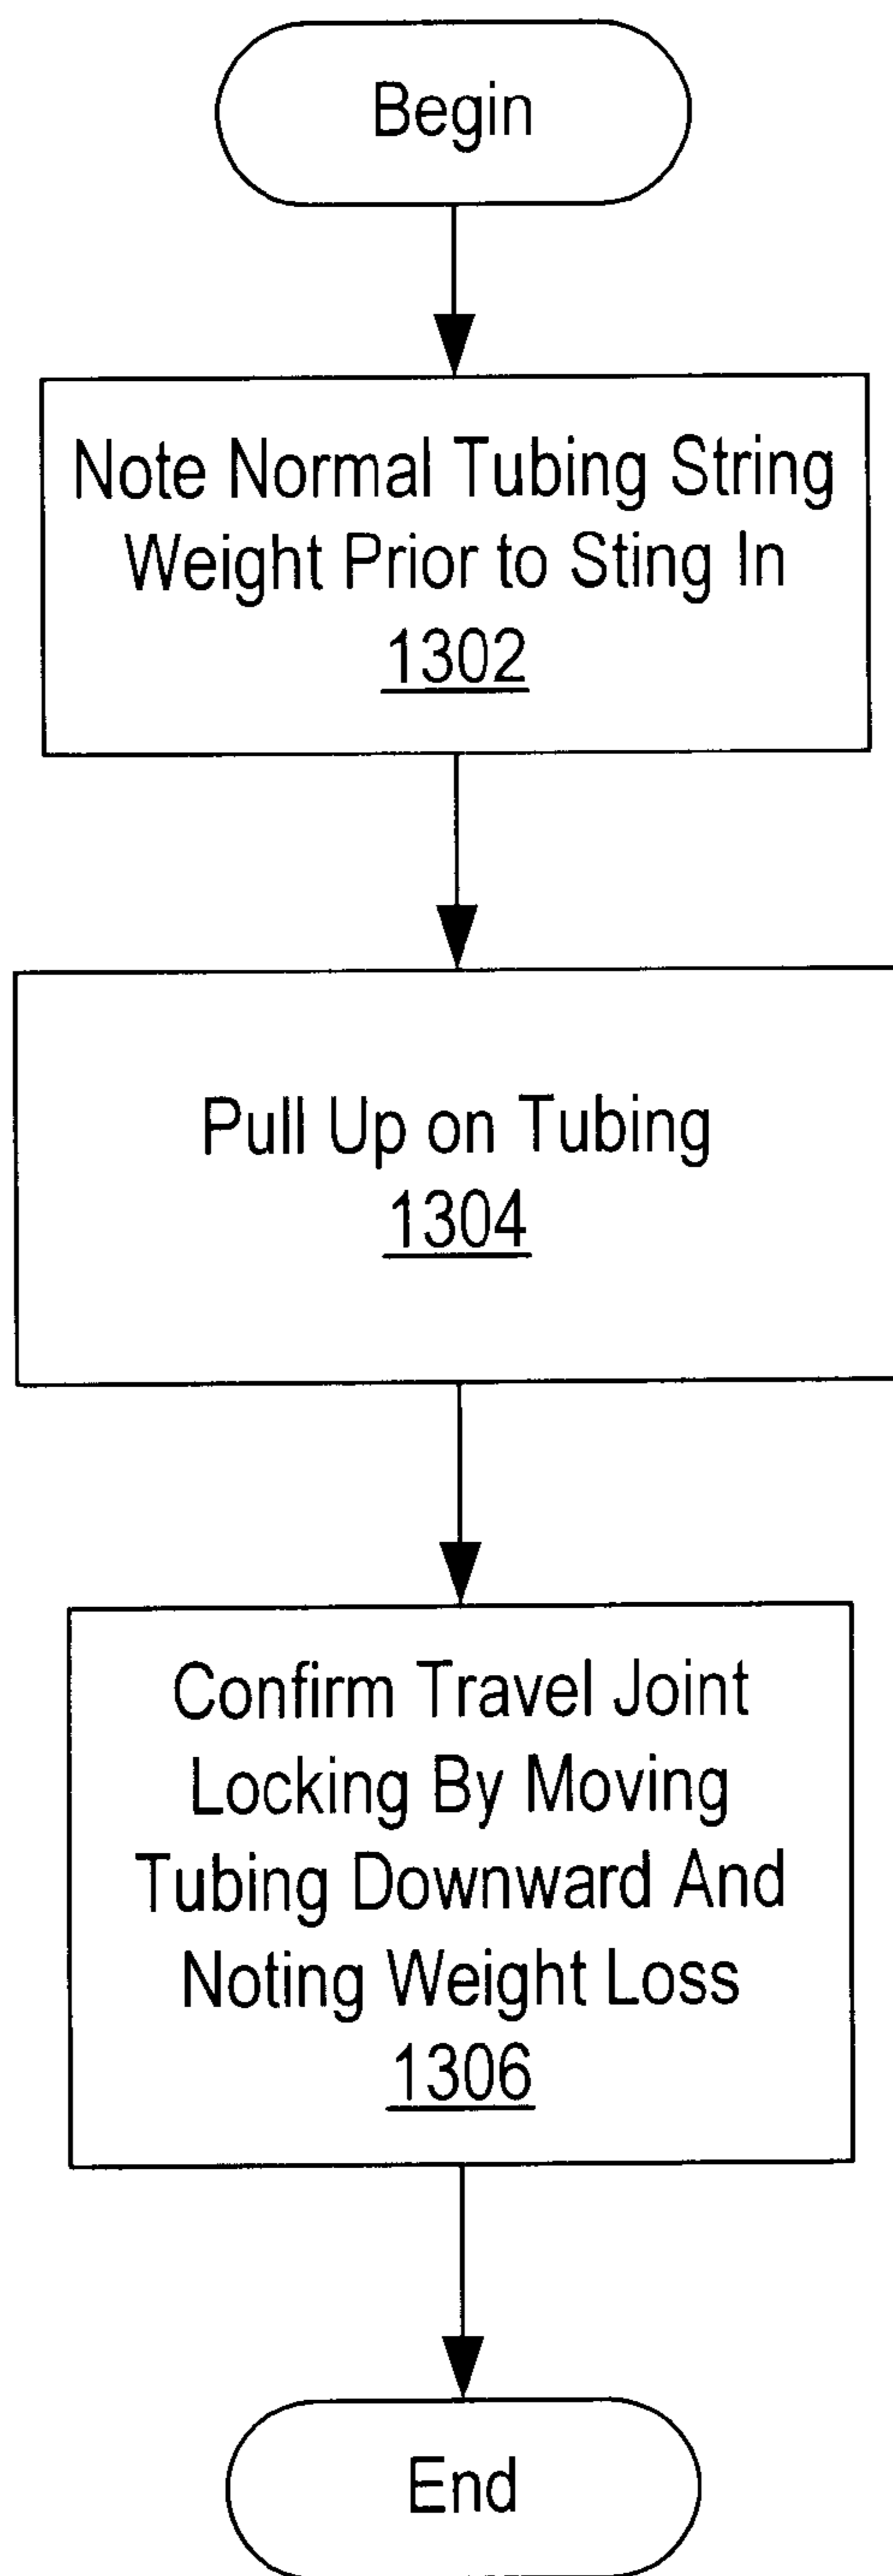 Begin
Note Normal Tubing String
Weight Prior to Sting In
1302
Pull Up on Tubing
1304
Confirm Travel Joint
Locking By Moving
Tubing Downward And
Noting Weight Loss
1306
End